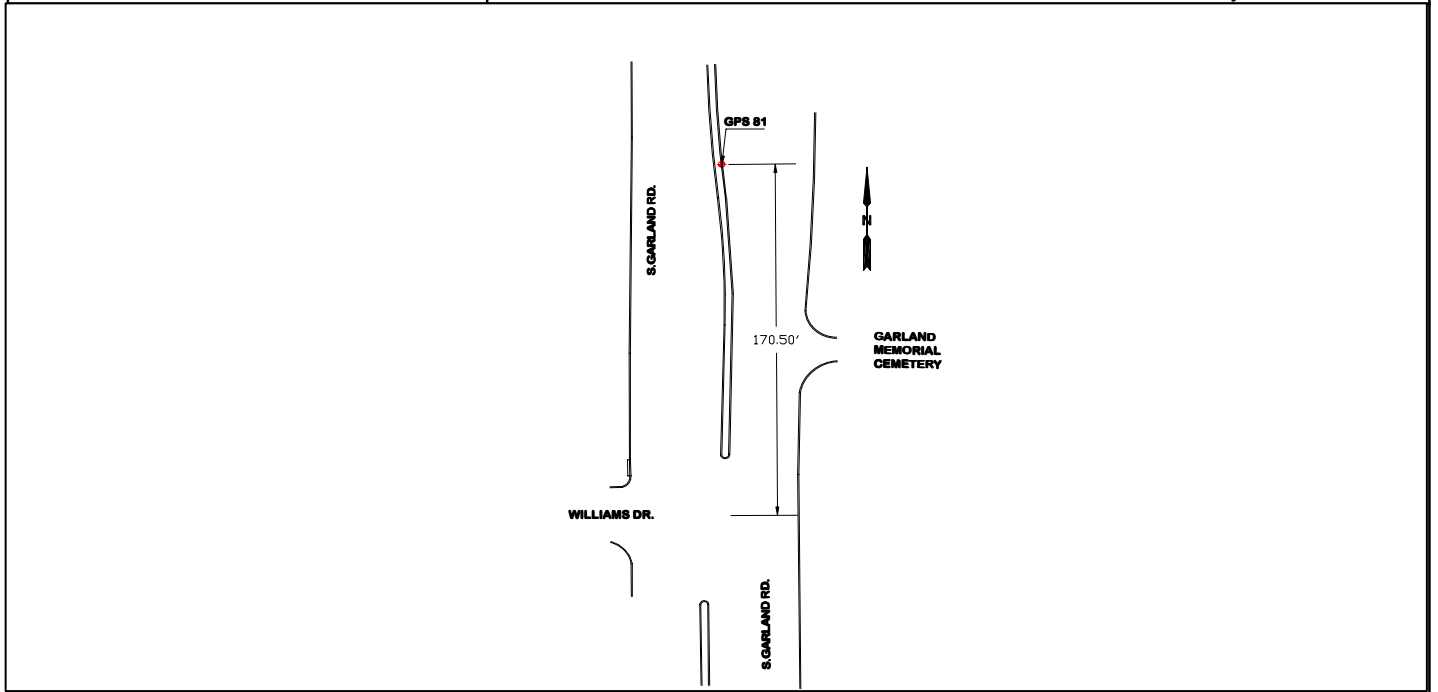 GPS 81
S.GARLAND RD.
N
170.50'
GARLAND
MEMORIAL
CEMETERY
WILLIAMS DR.
S.GARLAND RD.